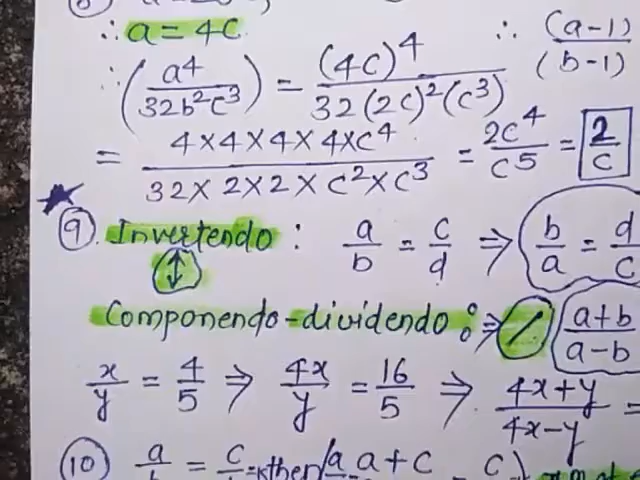 ∴ a = 4c ∴ (a-1)/(b-1)
∴ (a⁴/32b²c³) = (4c)⁴/32(2c)²(c³)
= 4×4×4×4×c⁴/32×2×2×c²×c³ = 2c⁴/c⁵ = 2/c
⑨. Invertendo : a/b = c/d ⇒ b/a = d/c
↕
Componendo-dividendo : ⇒ (a+b)/(a-b)
x/y = 4/5 ⇒ 4x/y = 16/5 ⇒ (4x+y)/(4x-y) =
⑩ a = c then a+c